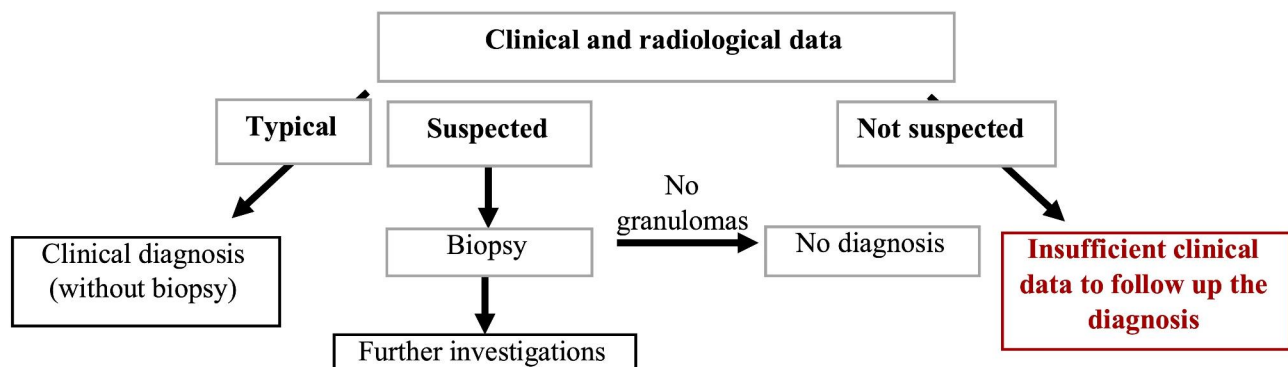 Clinical and radiological data
Typical
Suspected
Not suspected
No
granulomas
Clinical diagnosis
(without biopsy)
Biopsy
No diagnosis
Insufficient clinical
data to follow up the
diagnosis
Further investigations